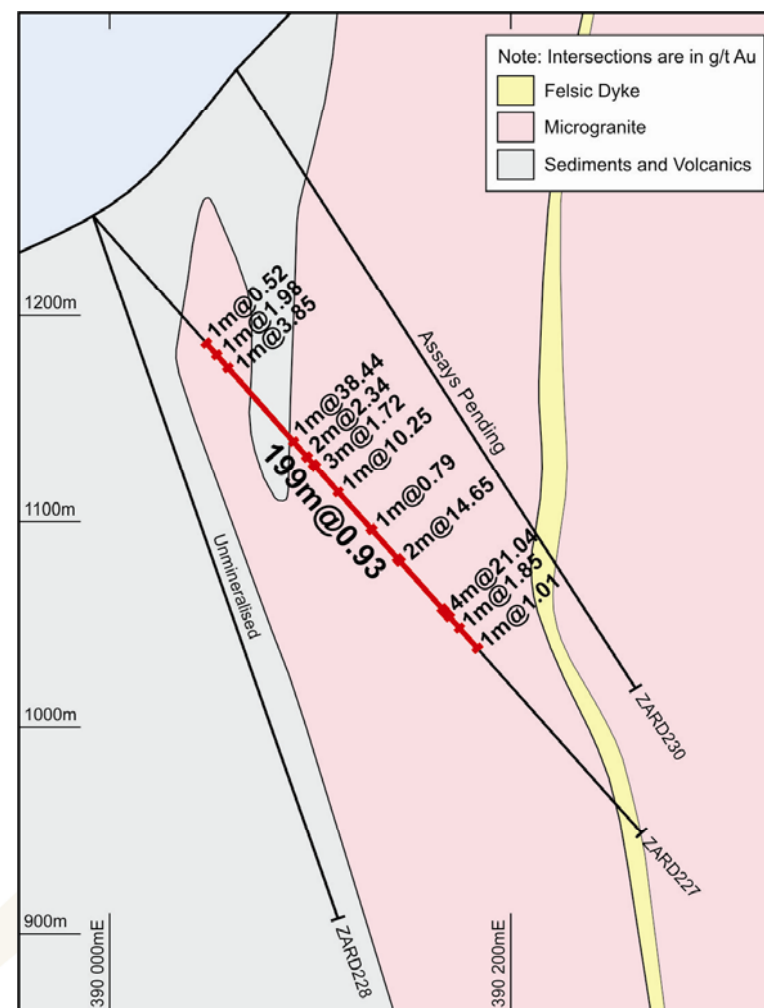 Note: Intersections are in g/t Au
Felsic Dyke
Microgranite
Sediments and Volcanics
1200m
1m@0.52
1m@1.98
1m@3.85
Assays Pending
1m@38.44
2m@2.34
3m@1.72
1m@10.25
199m@0.93
1m@0.79
2m@14.65
1100m
Unmineralised
4m@21.04
1m@1.85
1m@1.01
1000m
ZARD230
ZARD227
900m
ZARD228
390 000mE
390 200mE